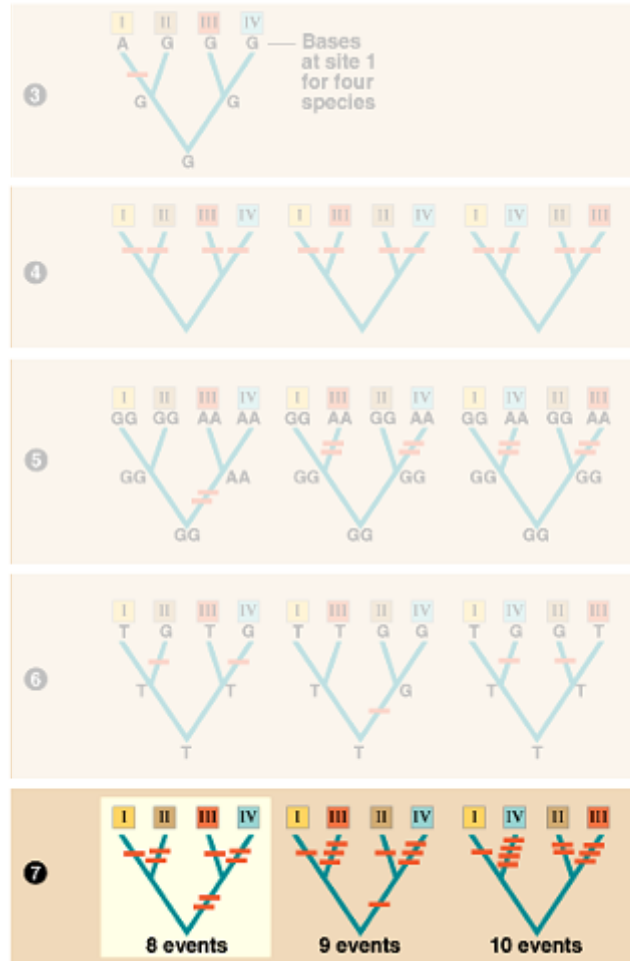 I II III IV
A G G G
Bases
at site 1
for four
species
3
G G
G
I II III IV I III II IV I IV II III
4
I II III IV I III II IV I IV II III
GG GG AA AA GG AA GG AA GG AA GG AA
5
GG AA GG GG GG GG
GG GG GG
I II III IV I III II IV I IV II III
T G T G T T G G T G G T
6
T T T G T T
T T T
I II III IV I III II IV I IV II III
7
8 events 9 events 10 events